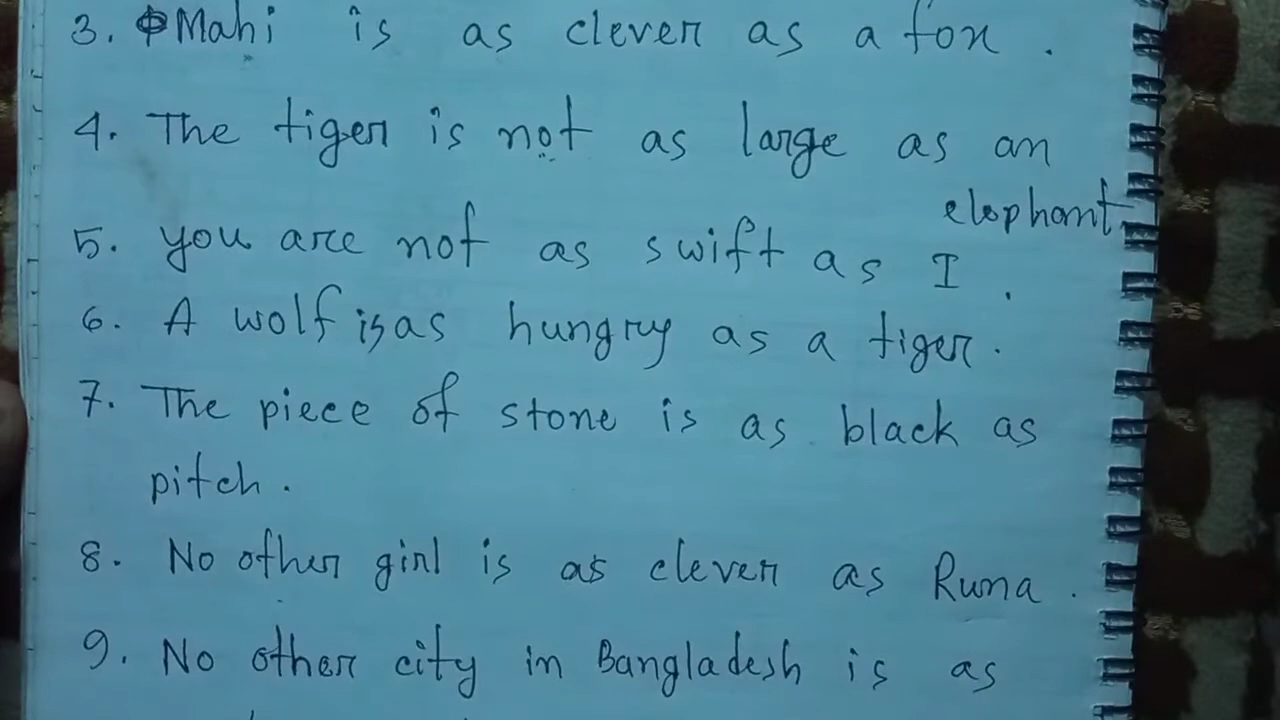 3. Mahi is as clever as a fox.
4. The tiger is not as large as an
elephant.
5. you are not as swift as I.
6. A wolf is as hungry as a tiger.
7. The piece of stone is as black as
pitch.
8. No other girl is as clever as Runa.
9. No other city in Bangladesh is as